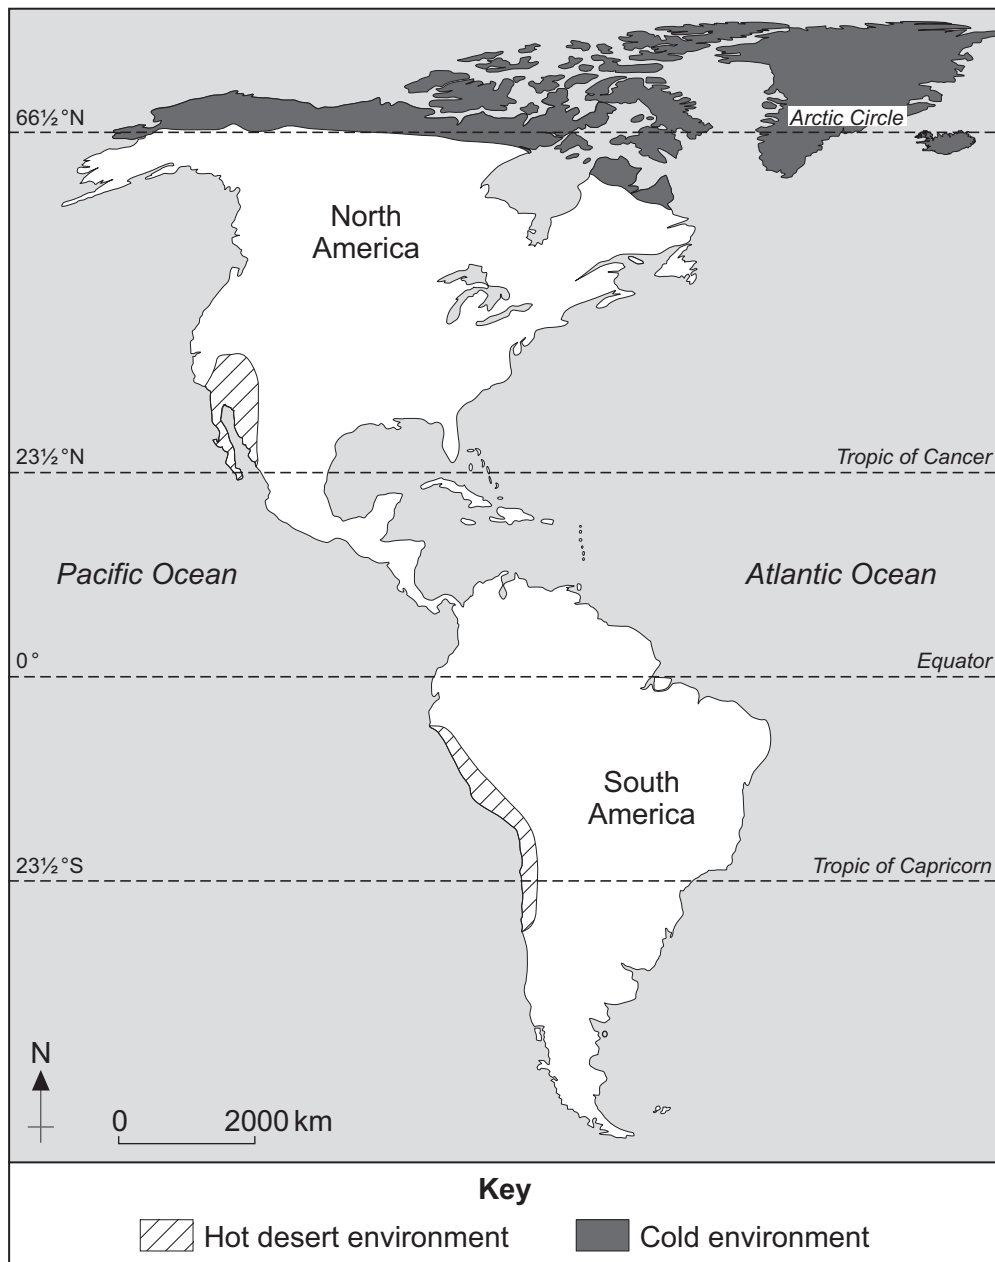 66½°N
Arctic Circle
North
America
23½°N
Tropic of Cancer
Pacific Ocean
Atlantic Ocean
0°
Equator
South
America
23½°S
Tropic of Capricorn
N
0
2000 km
Key
Hot desert environment
Cold environment